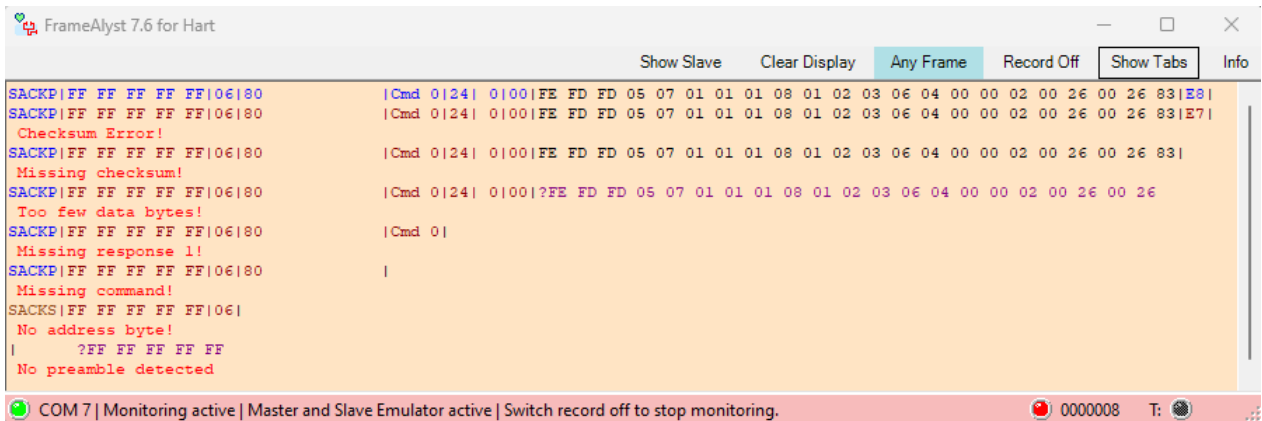 FrameAlyst 7.6 for Hart
Show Slave Clear Display Any Frame Record Off Show Tabs Info
SACKP|FF FF FF FF FF|06|80 |Cmd 0|24| 0|00|FE FD FD 05 07 01 01 01 08 01 02 03 06 04 00 00 02 00 26 00 26 83|E8|
SACKP|FF FF FF FF FF|06|80 |Cmd 0|24| 0|00|FE FD FD 05 07 01 01 01 08 01 02 03 06 04 00 00 02 00 26 00 26 83|E7|
Checksum Error!
SACKP|FF FF FF FF FF|06|80 |Cmd 0|24| 0|00|FE FD FD 05 07 01 01 01 08 01 02 03 06 04 00 00 02 00 26 00 26 83|
Missing checksum!
SACKP|FF FF FF FF FF|06|80 |Cmd 0|24| 0|00|?FE FD FD 05 07 01 01 01 08 01 02 03 06 04 00 00 02 00 26 00 26
Too few data bytes!
SACKP|FF FF FF FF FF|06|80 |Cmd 0|
Missing response 1!
SACKP|FF FF FF FF FF|06|80 |
Missing command!
SACKS|FF FF FF FF FF|06|
No address byte!
| ?FF FF FF FF FF
No preamble detected
COM 7 | Monitoring active | Master and Slave Emulator active | Switch record off to stop monitoring. 0000008 T: